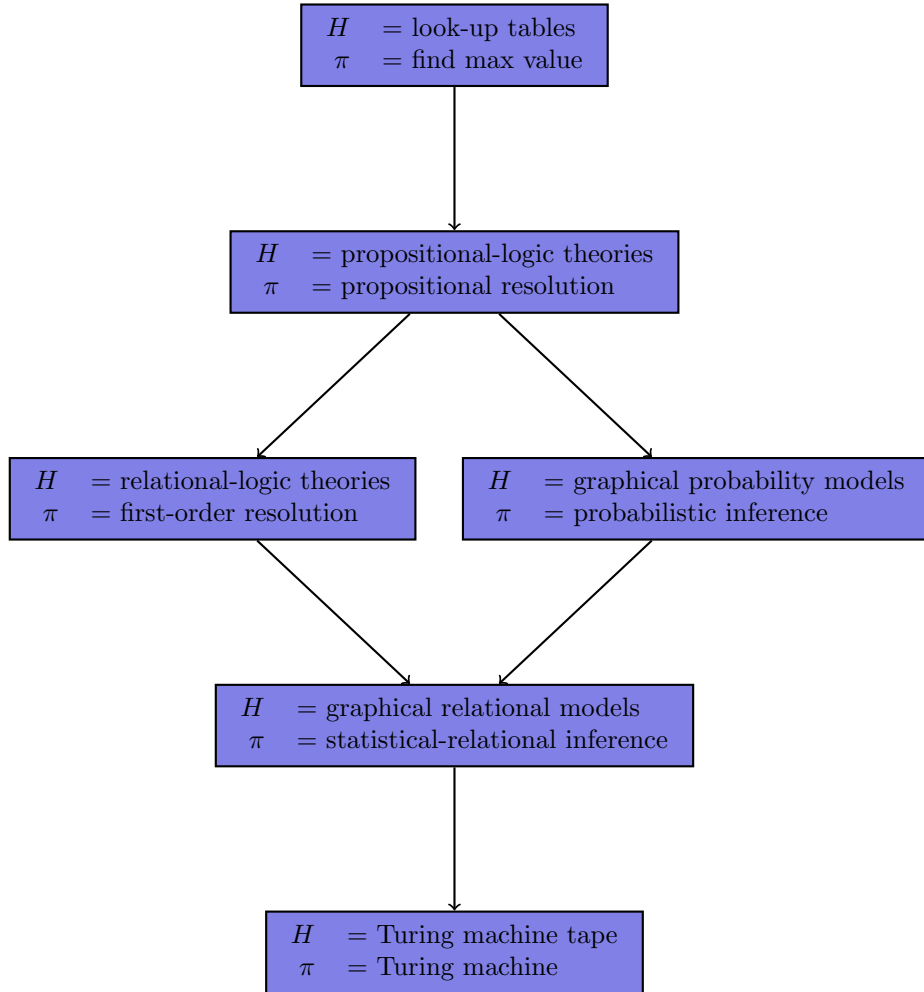 H = look-up tables
π = find max value
H = propositional-logic theories
π = propositional resolution
H = relational-logic theories
π = first-order resolution
H = graphical probability models
π = probabilistic inference
H = graphical relational models
π = statistical-relational inference
H = Turing machine tape
π = Turing machine